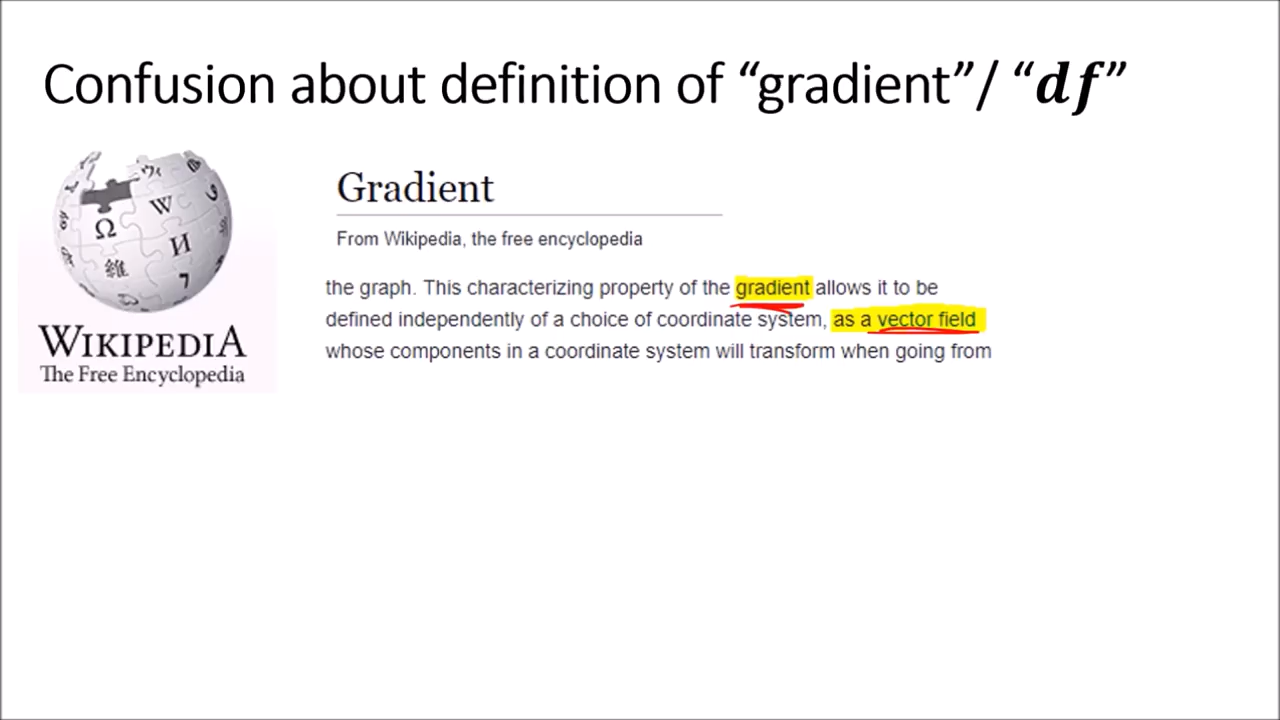 Confusion about definition of “gradient”/ “df”
Ω W И 維 7
WIKIPEDIA
The Free Encyclopedia
Gradient
From Wikipedia, the free encyclopedia
the graph. This characterizing property of the gradient allows it to be
defined independently of a choice of coordinate system, as a vector field
whose components in a coordinate system will transform when going from